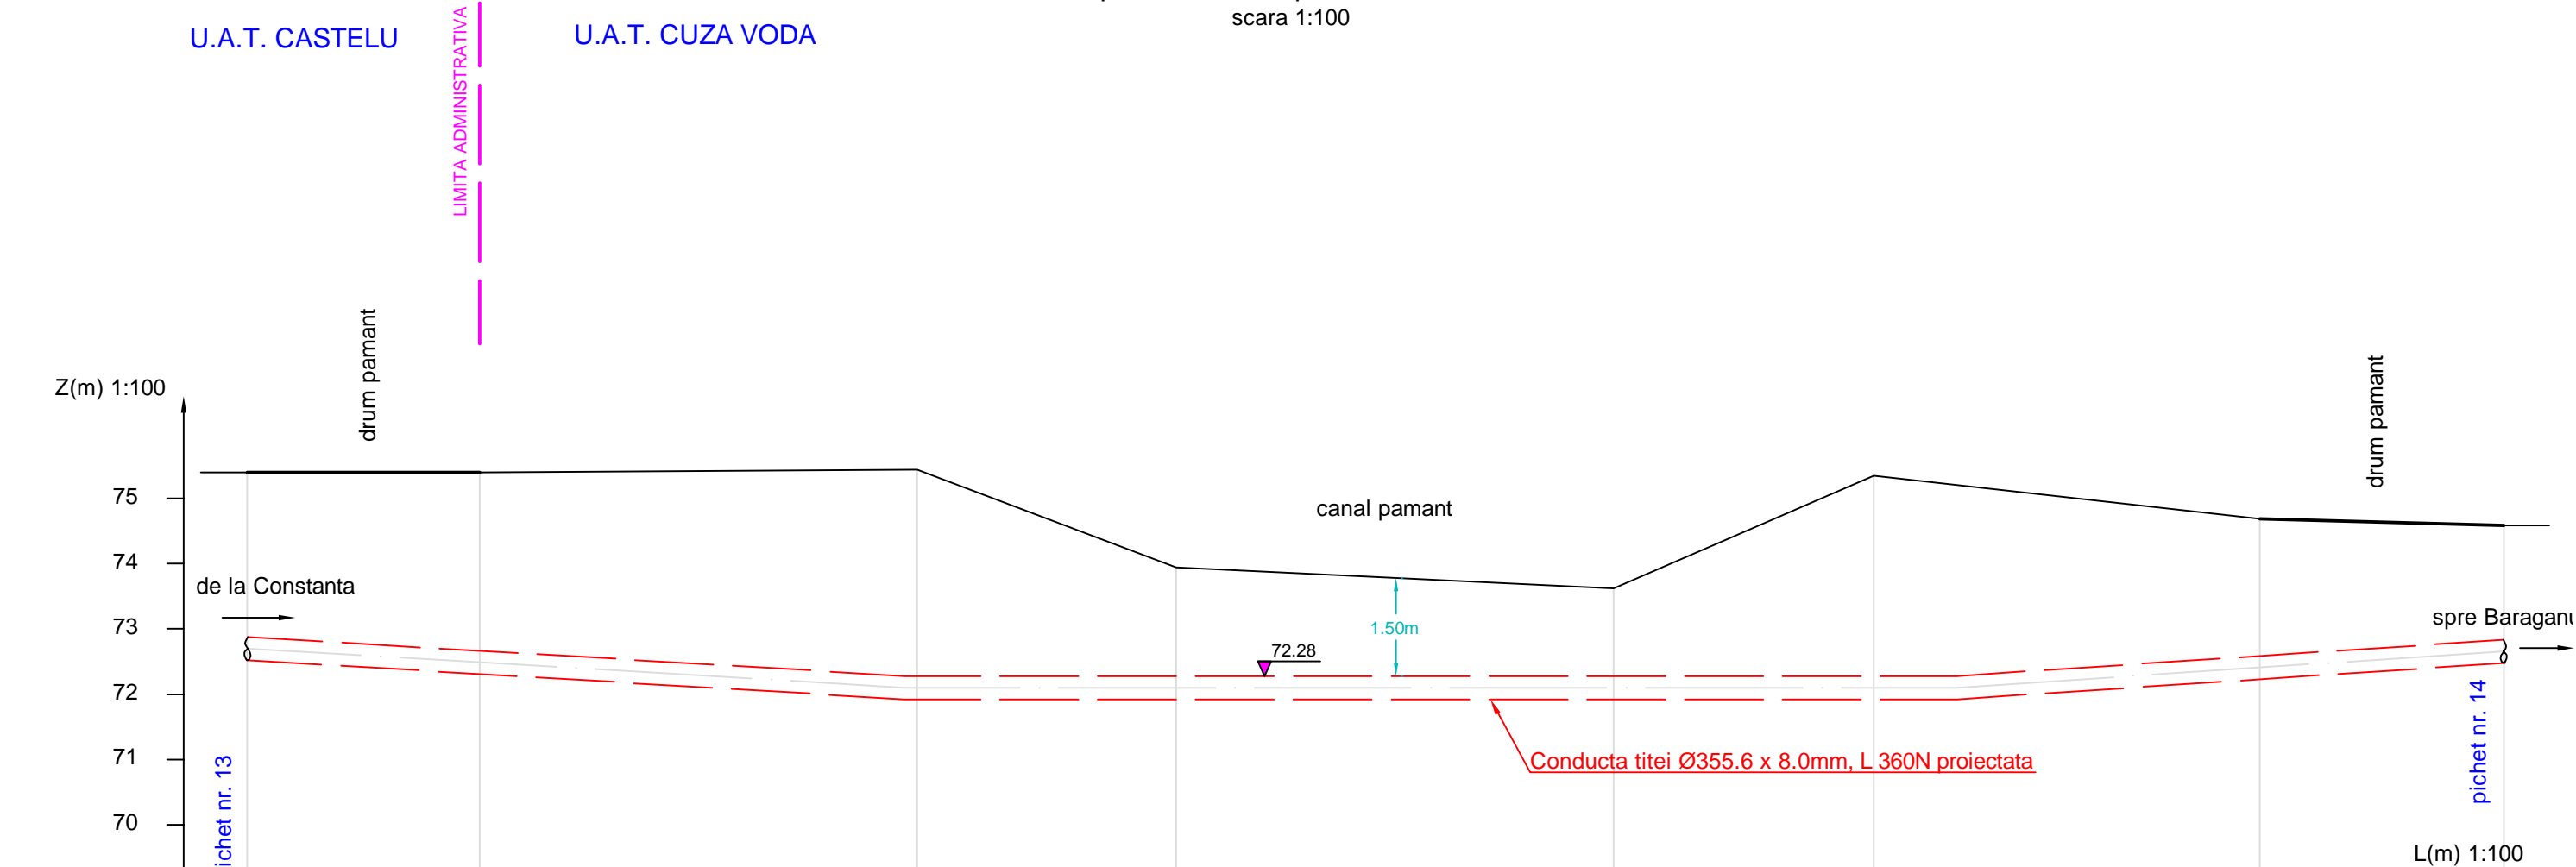 scara 1:100
U.A.T. CASTELU
U.A.T. CUZA VODA
LIMITA ADMINISTRATIVA
drum pamant
drum pamant
Z(m) 1:100
75
74
73
72
71
70
canal pamant
de la Constanta
1.50m
72.28
spre Baraganu
Conducta titei Ø355.6 x 8.0mm, L 360N proiectata
ichet nr. 13
pichet nr. 14
L(m) 1:100